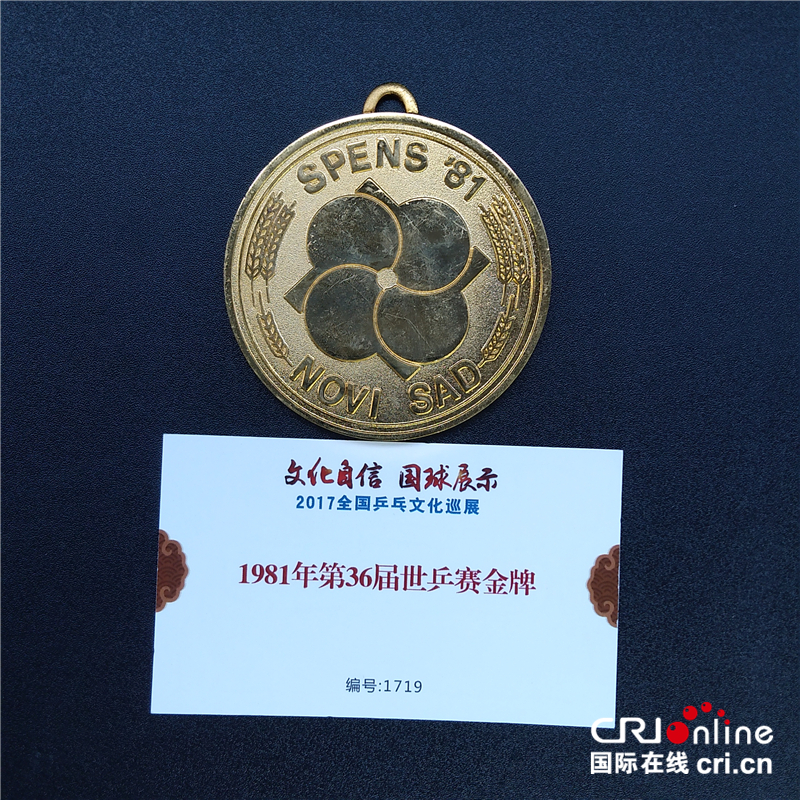 SPENS '81
NOVI SAD
文化自信 国球展示
2017全国乒乓文化巡展
1981年第36届世乒赛金牌
编号:1719
CRIonline
国际在线 cri.cn